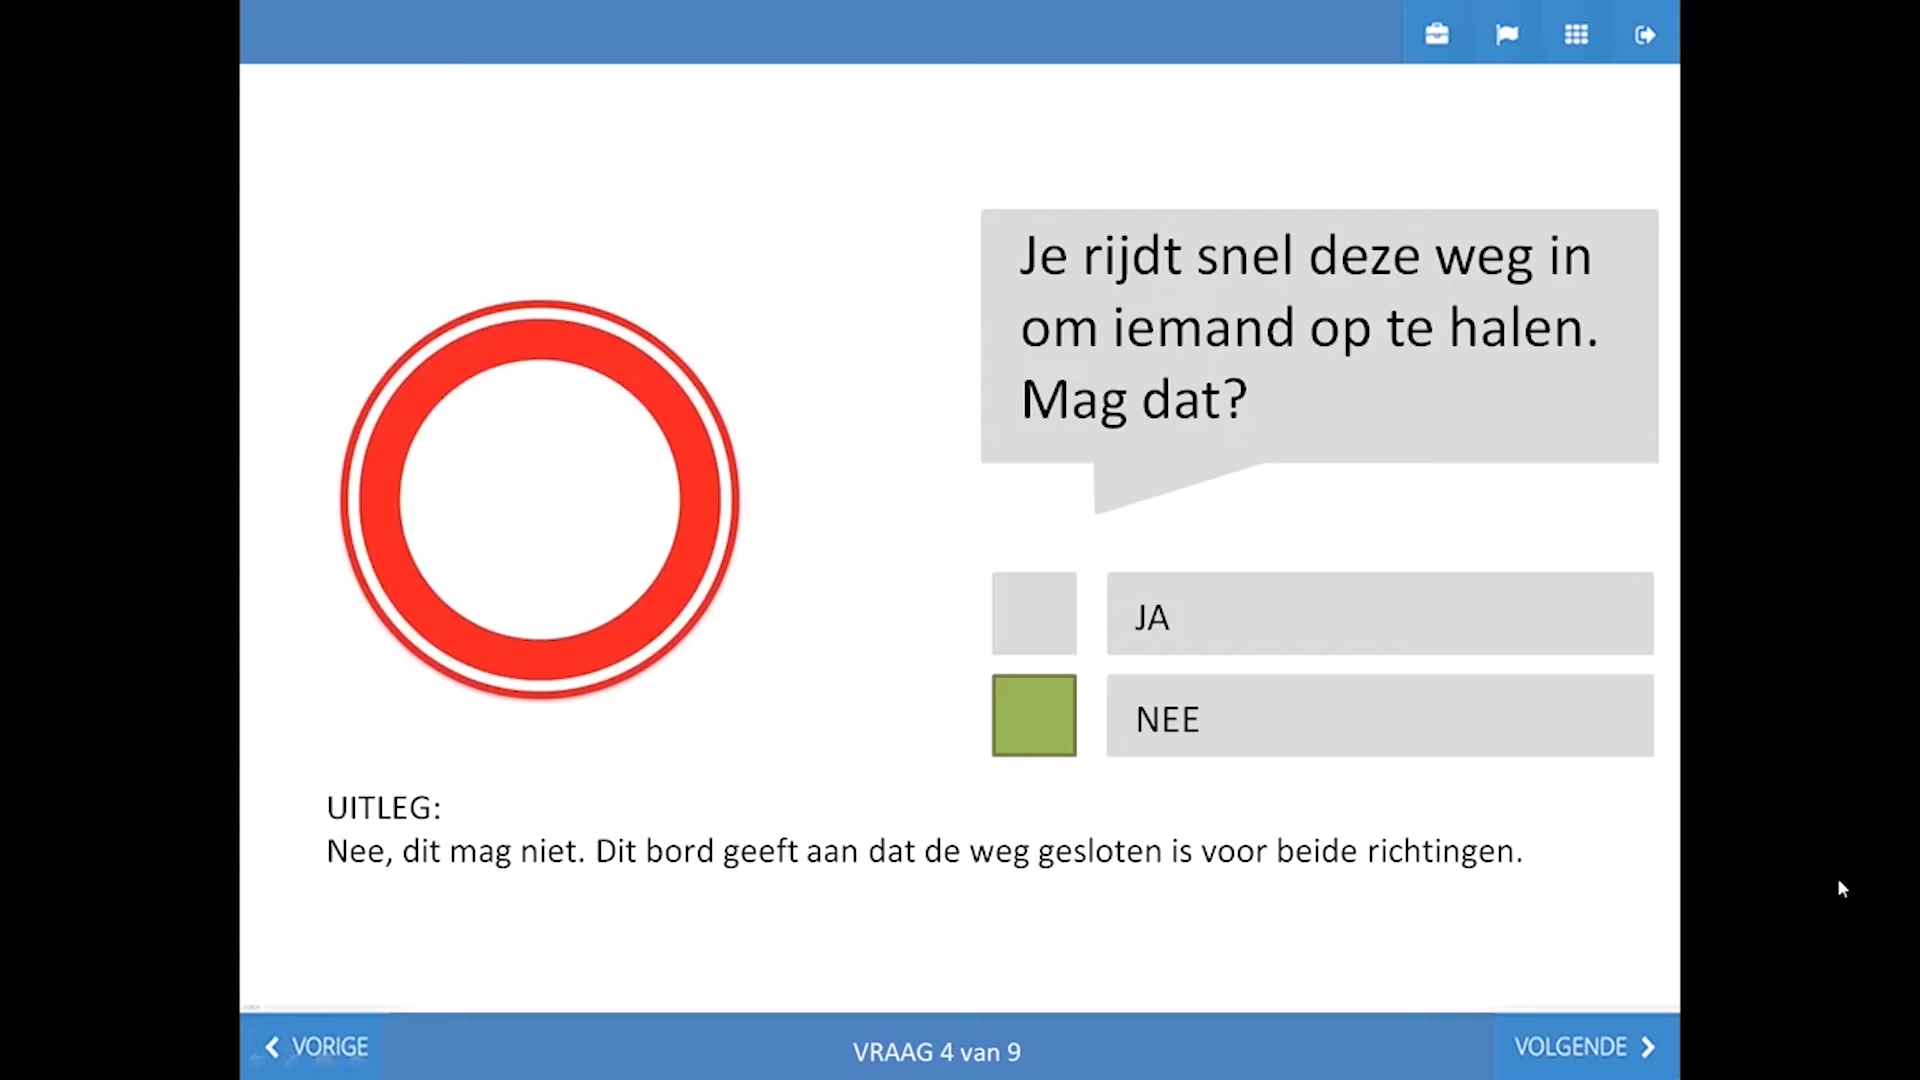 Je rijdt snel deze weg in
om iemand op te halen.
Mag dat?
JA
NEE
UITLEG:
Nee, dit mag niet. Dit bord geeft aan dat de weg gesloten is voor beide richtingen.
VORIGE
VRAAG 4 van 9
VOLGENDE